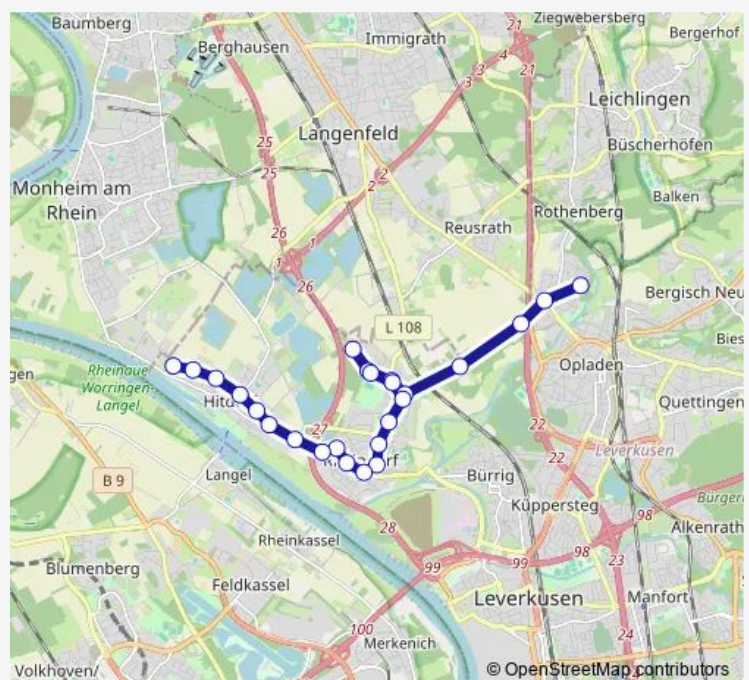 Baumberg
Ziegwebersberg
21
Immigrath
Bergerhof
Berghausen
21
4
3
3
21
Leichlingen
25
25
Langenfeld
Büscherhöfen
2
2
Monheim am
Rhein
Balken
Rothenberg
26
Reusrath
1
1
26
Bergisch Neu
L 108
Rheinaue
Worringen-
Langel
Opladen
Quettingen
27
22
22
Leverkusen
Langel
B 9
Bürrig
Küppersteg
98
28
Alkenrath
Rheinkassel
98
99
99
23
Blumenberg
Feldkassel
Leverkusen
Manfort
100
24
Merkenich
Volkhoven/
© OpenStreetMap contributors